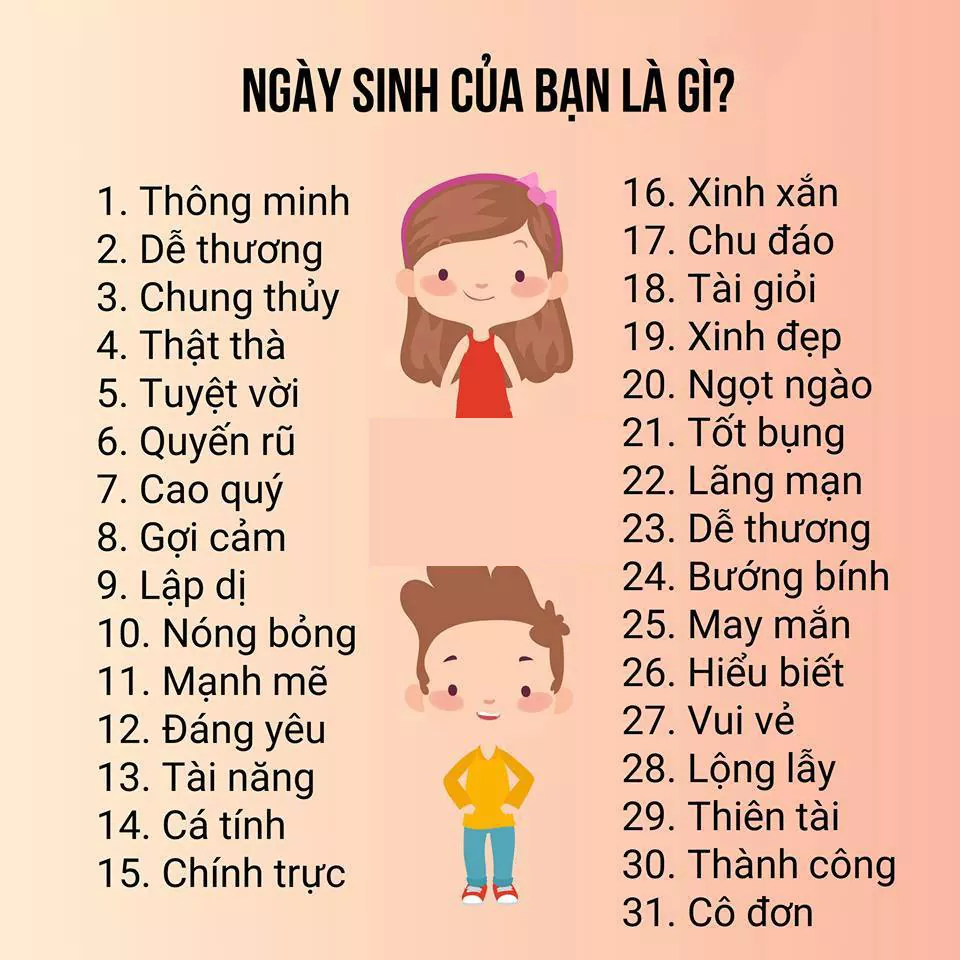 NGÀY SINH CỦA BẠN LÀ GÌ?
1. Thông minh
2. Dễ thương
3. Chung thủy
4. Thật thà
5. Tuyệt vời
6. Quyến rũ
7. Cao quý
8. Gợi cảm
9. Lập dị
10. Nóng bỏng
11. Mạnh mẽ
12. Đáng yêu
13. Tài năng
14. Cá tính
15. Chính trực
16. Xinh xắn
17. Chu đáo
18. Tài giỏi
19. Xinh đẹp
20. Ngọt ngào
21. Tốt bụng
22. Lãng mạn
23. Dễ thương
24. Bướng bính
25. May mắn
26. Hiểu biết
27. Vui vẻ
28. Lộng lẫy
29. Thiên tài
30. Thành công
31. Cô đơn